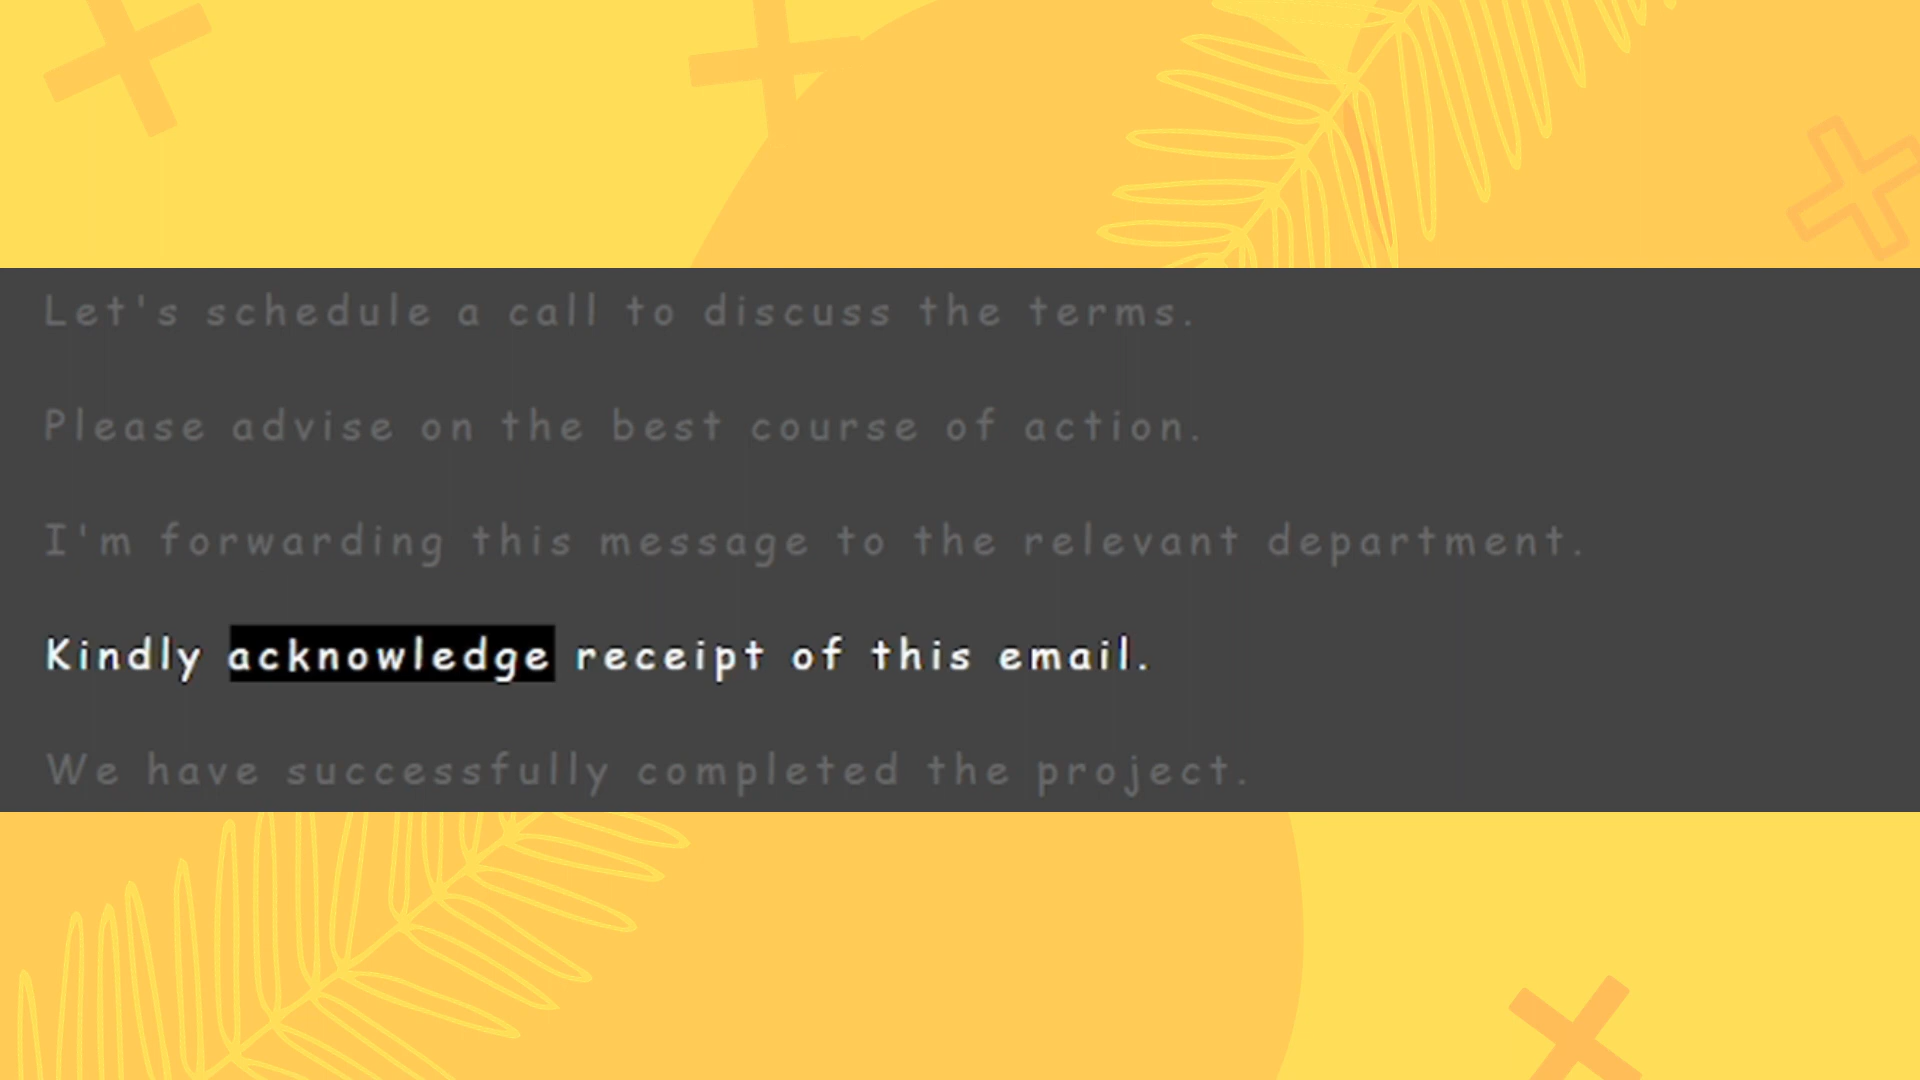 Let's schedule a call to discuss the terms.
Please advise on the best course of action.
I'm forwarding this message to the relevant department.
Kindly acknowledge receipt of this email.
We have successfully completed the project.